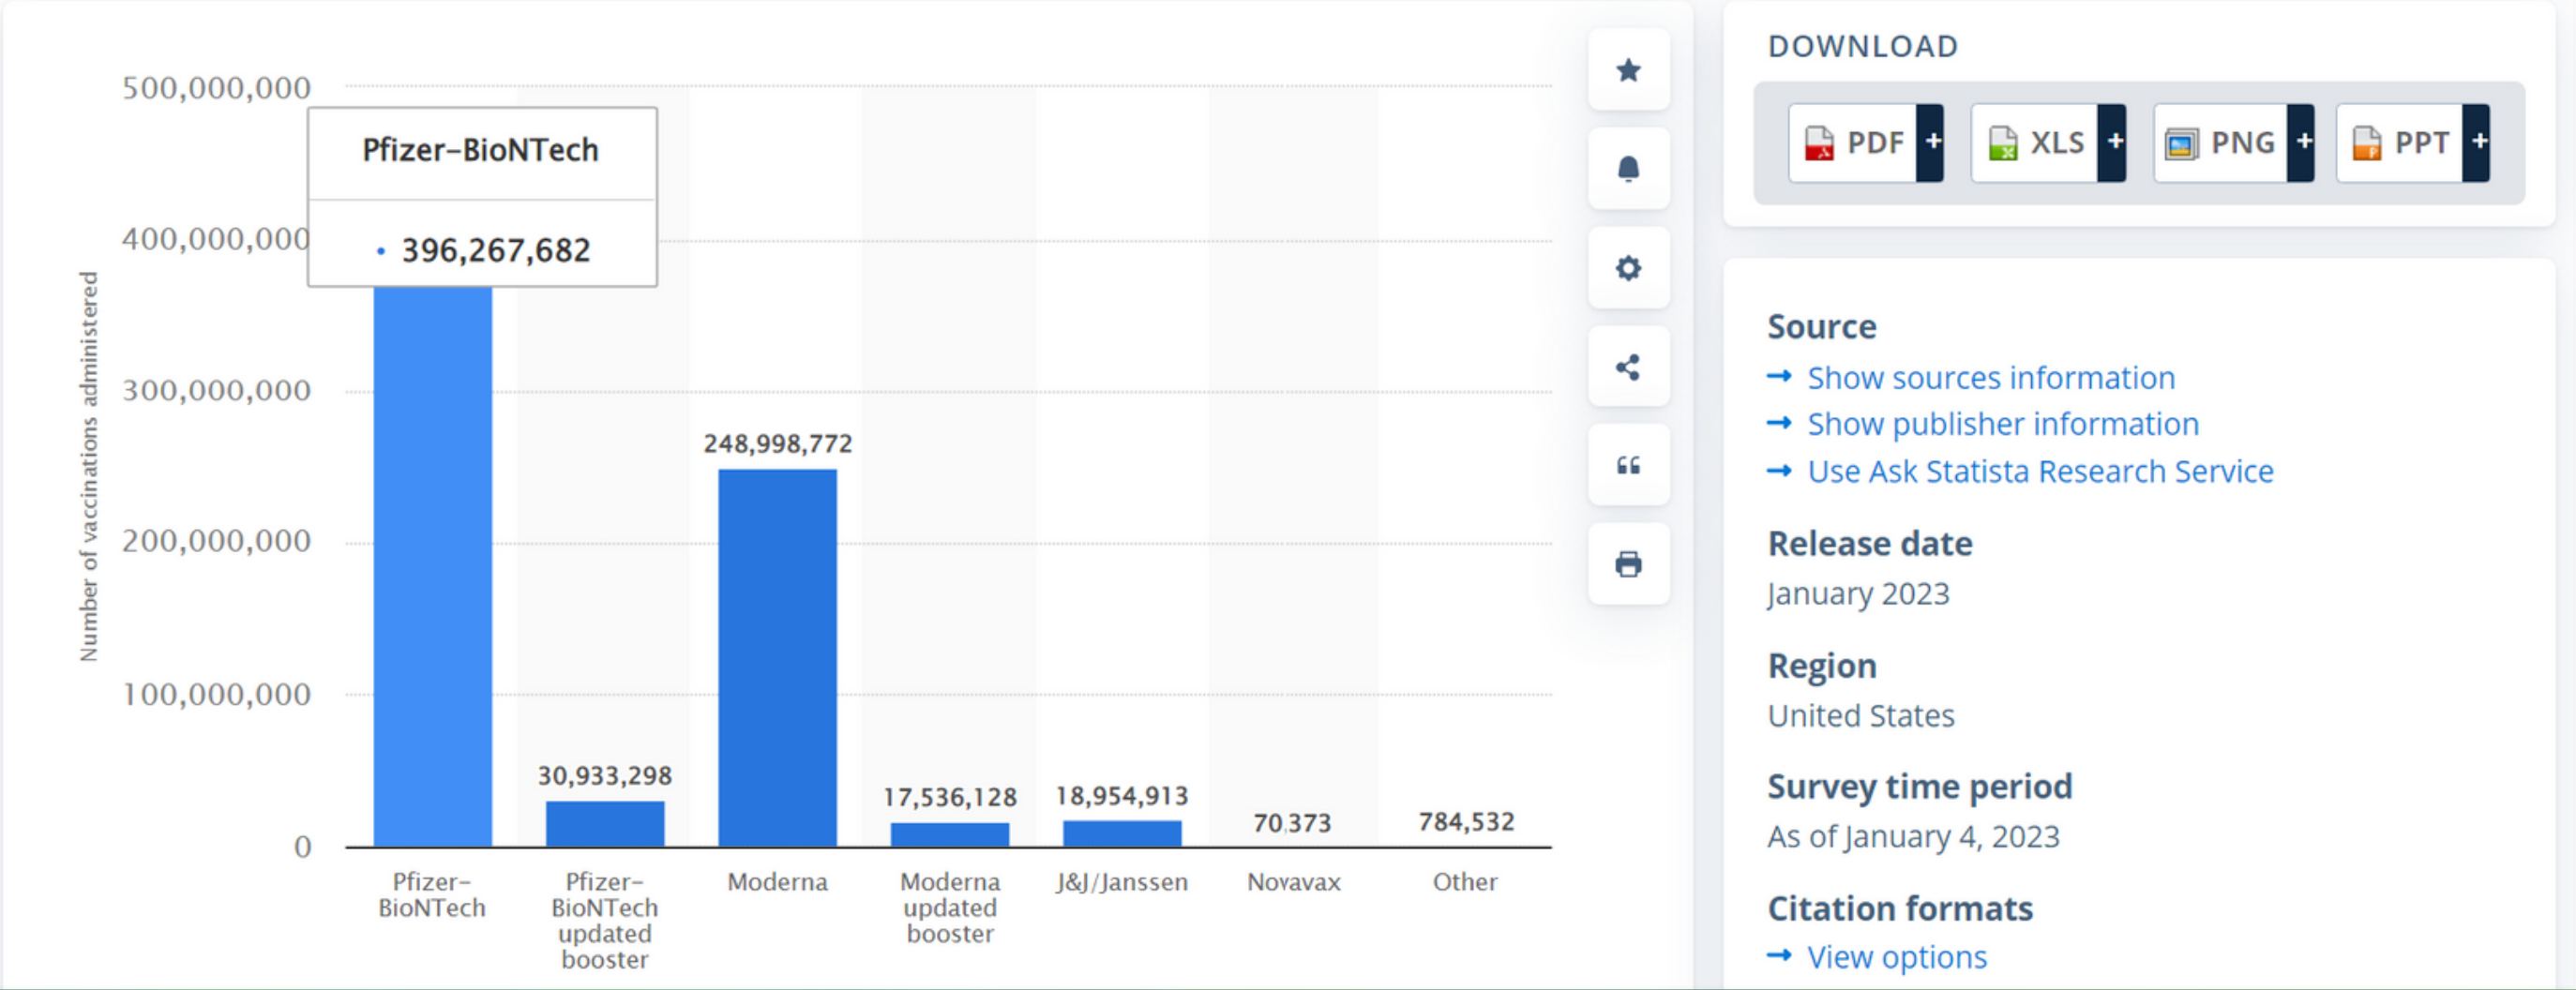 500,000,000
400,000,000
300,000,000
200,000,000
100,000,000
0
Number of vaccinations administered
Pfizer–BioNTech
• 396,267,682
30,933,298
248,998,772
17,536,128
18,954,913
70,373
784,532
Pfizer–
BioNTech
Pfizer–
BioNTech
updated
booster
Moderna
Moderna
updated
booster
J&J/Janssen
Novavax
Other
DOWNLOAD
PDF +
XLS +
PNG +
PPT +
Source
→ Show sources information
→ Show publisher information
→ Use Ask Statista Research Service
Release date
January 2023
Region
United States
Survey time period
As of January 4, 2023
Citation formats
→ View options